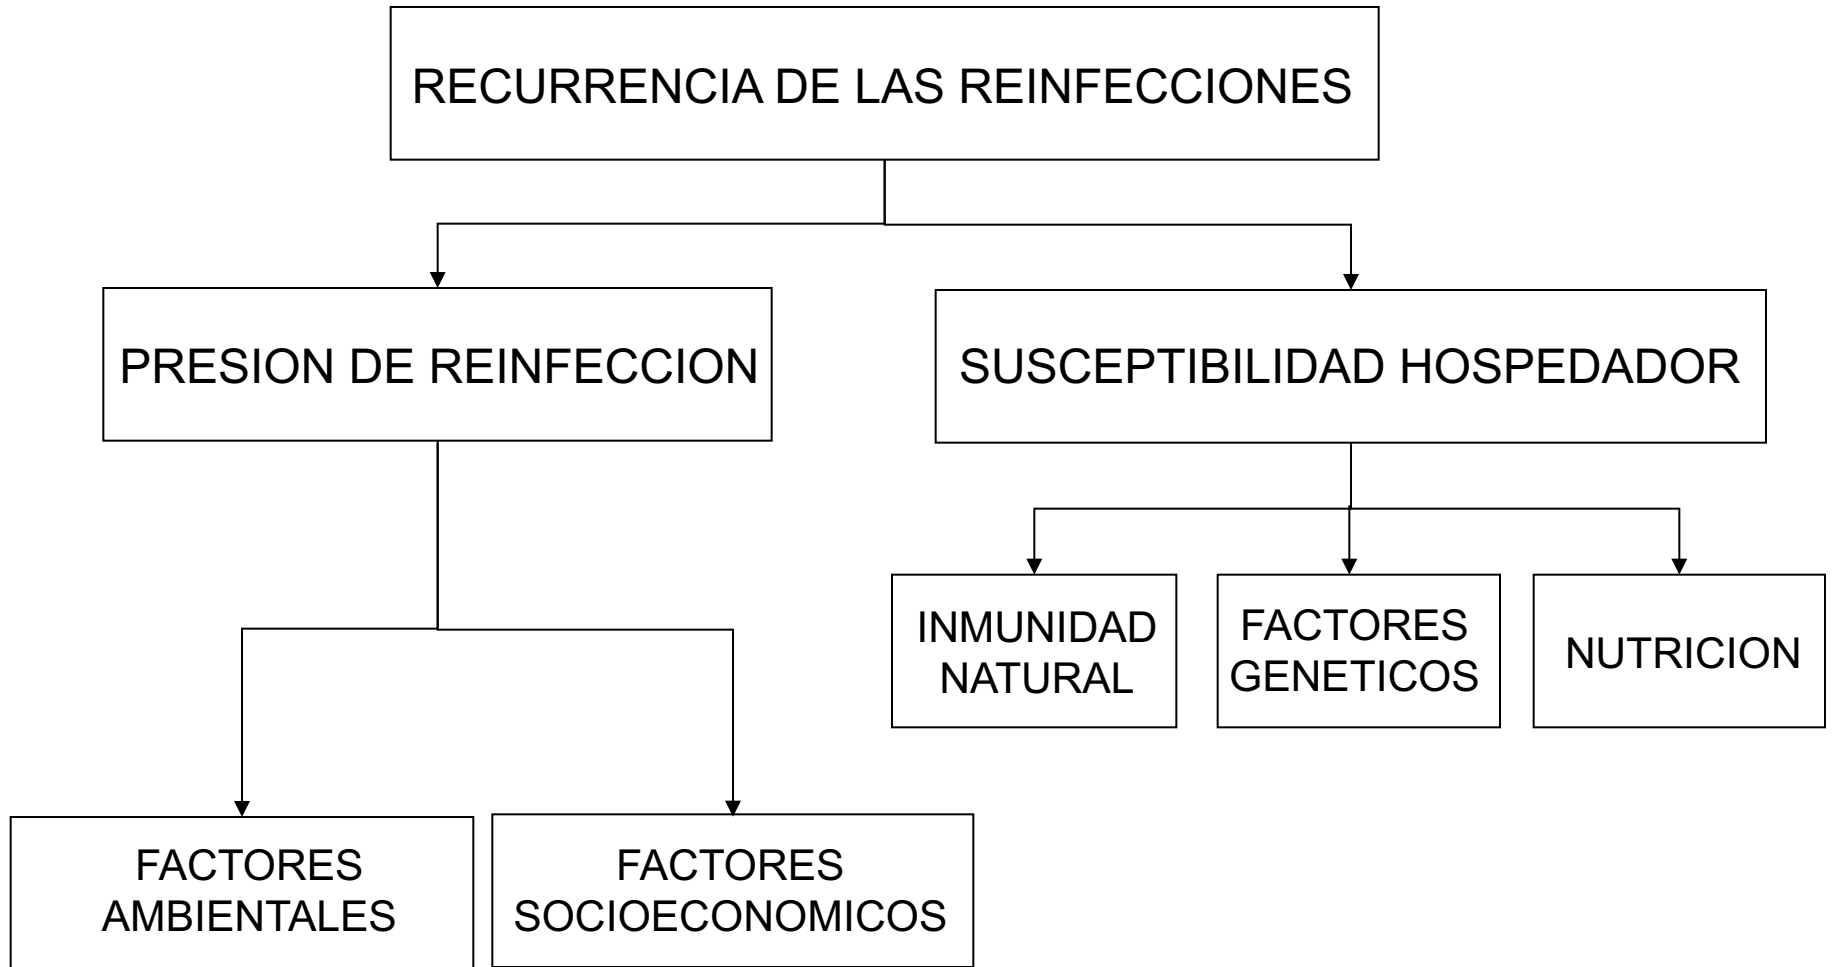 RECURRENCIA DE LAS REINFECCIONES
PRESION DE REINFECCION
SUSCEPTIBILIDAD HOSPEDADOR
INMUNIDAD
NATURAL
FACTORES
GENETICOS
NUTRICION
FACTORES
AMBIENTALES
FACTORES
SOCIOECONOMICOS